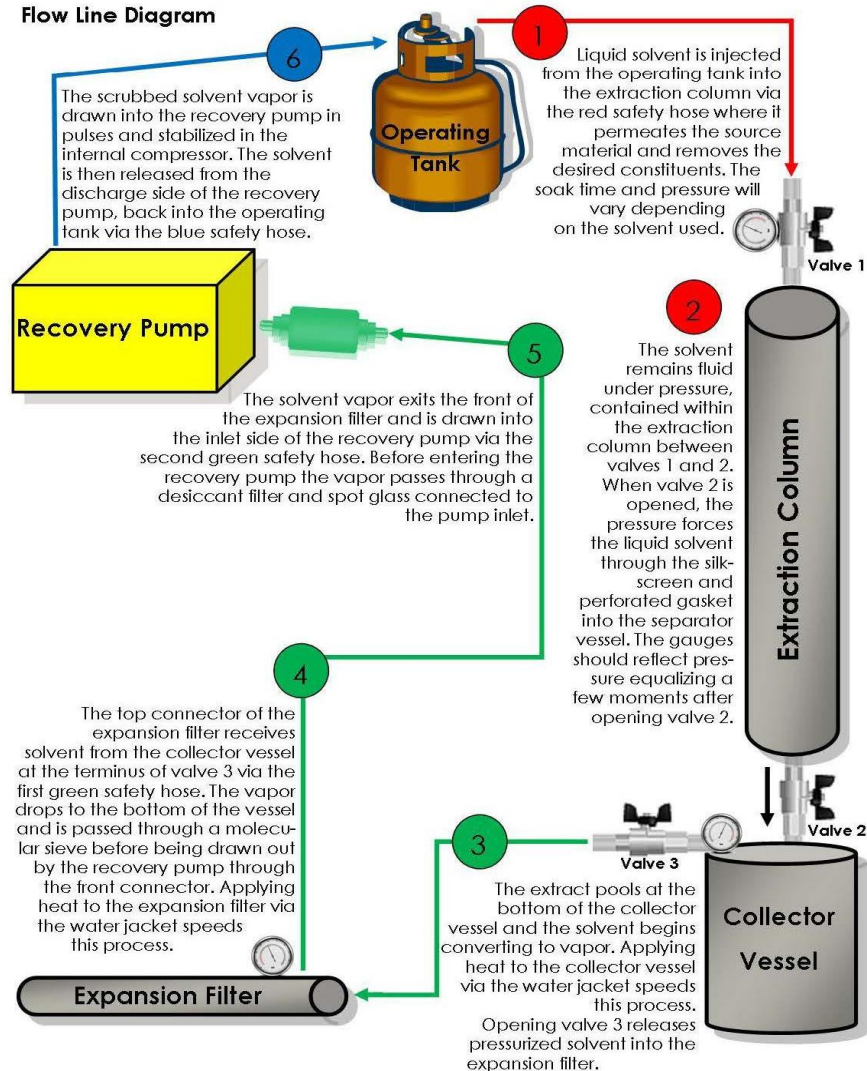 Flow Line Diagram
6
The scrubbed solvent vapor is
drawn into the recovery pump in
pulses and stabilized in the
internal compressor. The solvent
is then released from the
discharge side of the recovery
pump, back into the operating
tank via the blue safety hose.
Operating
Tank
1
Liquid solvent is injected
from the operating tank into
the extraction column via
the red safety hose where it
permeates the source
material and removes the
desired constituents. The
soak time and pressure will
vary depending
on the solvent used.
Valve 1
Recovery Pump
2
The solvent
remains fluid
under pressure,
contained within
the extraction
column between
valves 1 and 2.
When valve 2 is
opened, the
pressure forces
the liquid solvent
through the silk-
screen and
perforated gasket
into the separator
vessel. The gauges
should reflect pres-
sure equalizing a
few moments after
opening valve 2.
Extraction Column
5
The solvent vapor exits the front of
the expansion filter and is drawn into
the inlet side of the recovery pump via the
second green safety hose. Before entering the
recovery pump the vapor passes through a
desiccant filter and spot glass connected to
the pump inlet.
4
The top connector of the
expansion filter receives
solvent from the collector vessel
at the terminus of valve 3 via the
first green safety hose. The vapor
drops to the bottom of the vessel
and is passed through a molecu-
lar sieve before being drawn out
by the recovery pump through
the front connector. Applying
heat to the expansion filter via
the water jacket speeds
this process.
Expansion Filter
Valve 2
3
Valve 3
The extract pools at the
bottom of the collector
vessel and the solvent begins
converting to vapor. Applying
heat to the collector vessel
via the water jacket speeds
this process.
Opening valve 3 releases
pressurized solvent into the
expansion filter.
Collector
Vessel